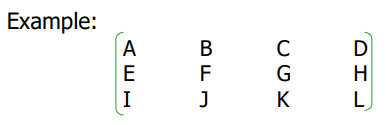 Example:
A B C D
E F G H
I J K L